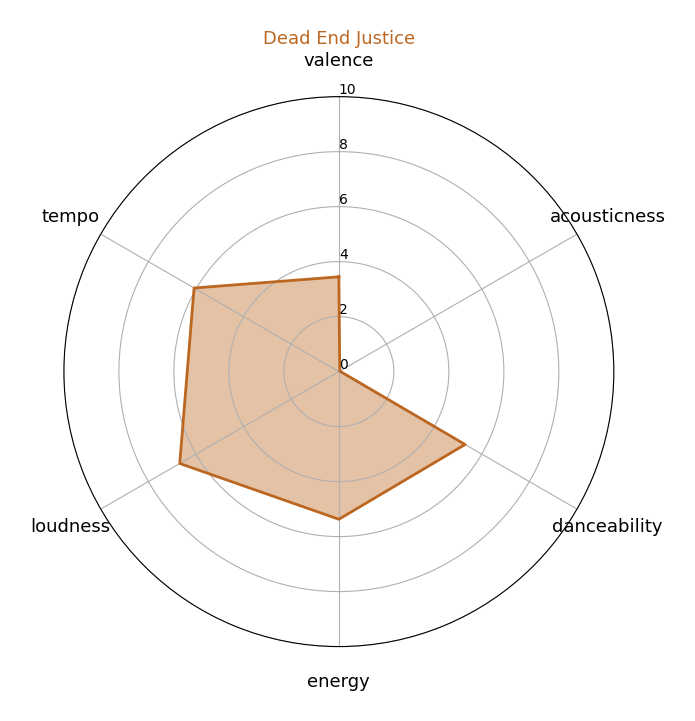 Dead End Justice
valence
10
8
tempo
acousticness
6
4
2
0
loudness
danceability
energy